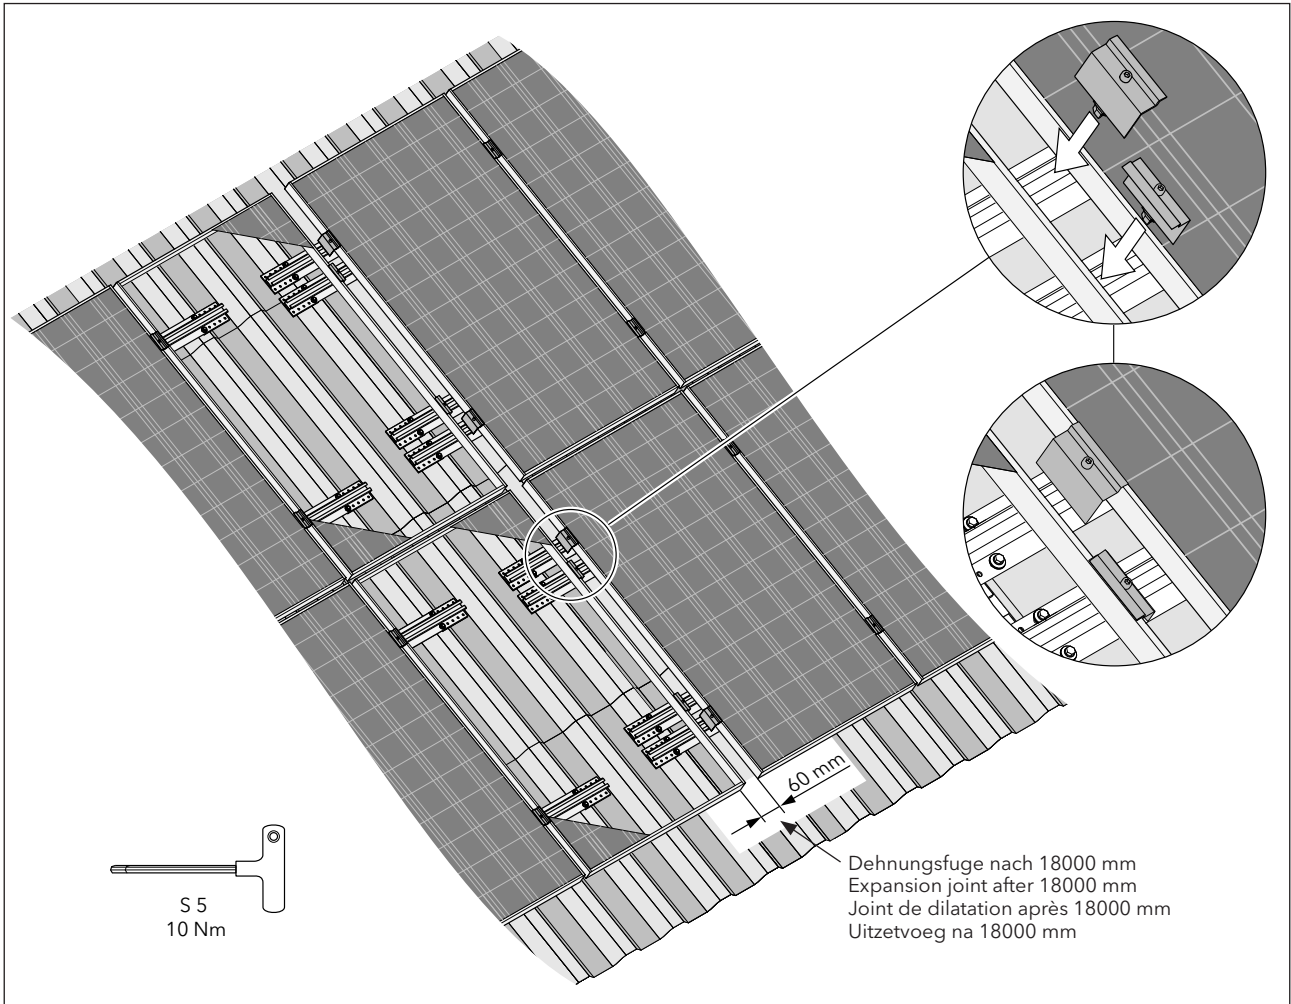 60 mm
Dehnungsfuge nach 18000 mm
Expansion joint after 18000 mm
Joint de dilatation après 18000 mm
Uitzetvoeg na 18000 mm
S 5
10 Nm